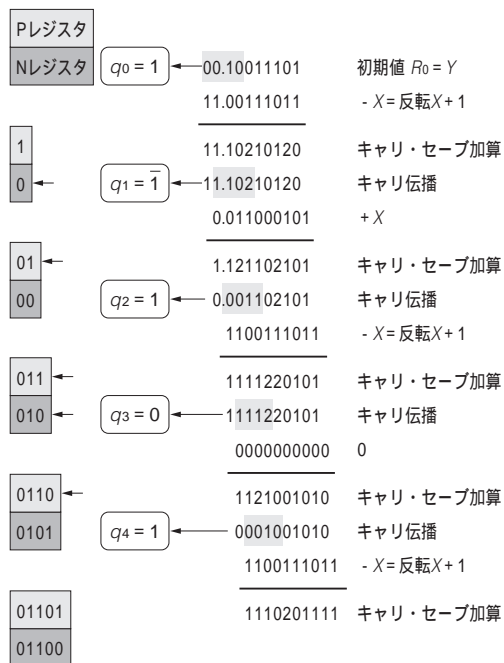 Pレジスタ
Nレジスタ q0 = 1 00.10011101 初期値 R0 = Y
11.00111011 - X = 反転X + 1
1 11.10210120 キャリ・セーブ加算
0 q1 = 1̅ 11.10210120 キャリ伝播
0.011000101 + X
01 1.121102101 キャリ・セーブ加算
00 q2 = 1 0.001102101 キャリ伝播
1100111011 - X = 反転X + 1
011 1111220101 キャリ・セーブ加算
010 q3 = 0 1111220101 キャリ伝播
0000000000 0
0110 1121001010 キャリ・セーブ加算
0101 q4 = 1 0001001010 キャリ伝播
1100111011 - X = 反転X + 1
01101 1110201111 キャリ・セーブ加算
01100